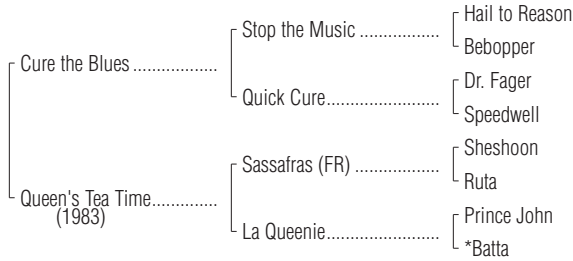 Hail to Reason
Stop the Music ..................
Bebopper
Cure the Blues ...................
Dr. Fager
Quick Cure.........................
Speedwell
Sheshoon
Sassafras (FR) ...................
Ruta
Queen's Tea Time...............
(1983)
Prince John
La Queenie.........................
*Batta